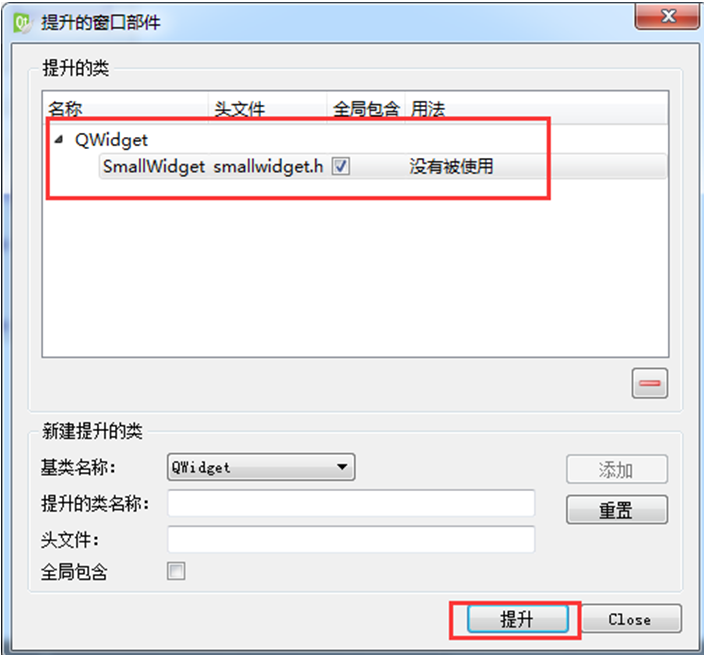 提升的窗口部件
提升的类
名称 头文件 全局包含 用法
QWidget
SmallWidget smallwidget.h 没有被使用
新建提升的类
基类名称: QWidget 添加
提升的类名称: 重置
头文件:
全局包含
提升 Close